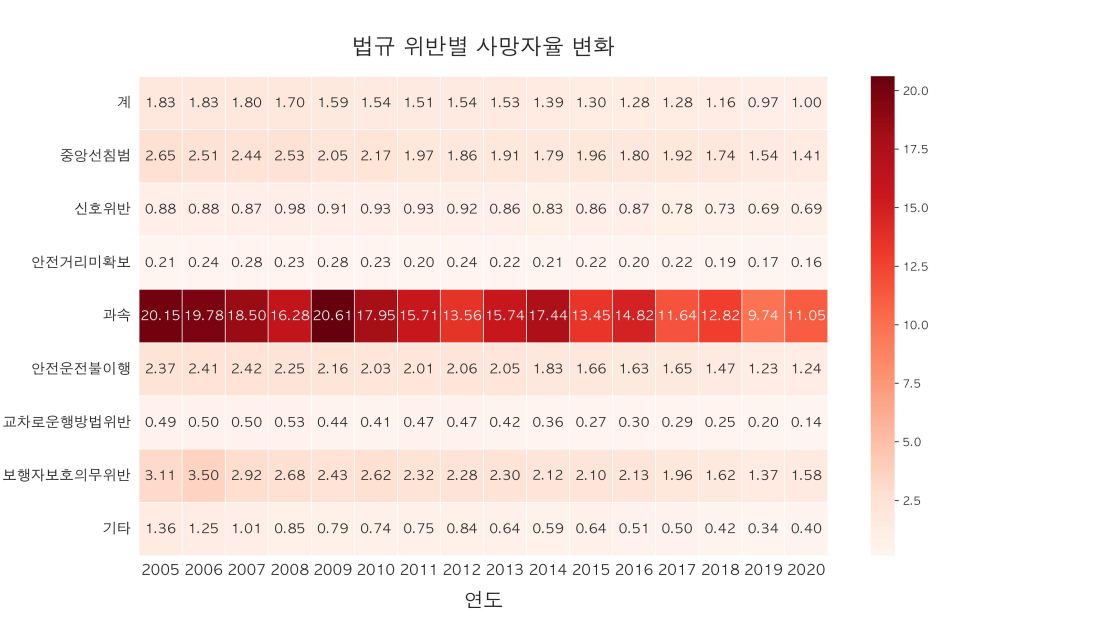 법규 위반별 사망자율 변화
계 1.83 1.83 1.80 1.70 1.59 1.54 1.51 1.54 1.53 1.39 1.30 1.28 1.28 1.16 0.97 1.00
중앙선침범 2.65 2.51 2.44 2.53 2.05 2.17 1.97 1.86 1.91 1.79 1.96 1.80 1.92 1.74 1.54 1.41
신호위반 0.88 0.88 0.87 0.98 0.91 0.93 0.93 0.92 0.86 0.83 0.86 0.87 0.78 0.73 0.69 0.69
안전거리미확보 0.21 0.24 0.28 0.23 0.28 0.23 0.20 0.24 0.22 0.21 0.22 0.20 0.22 0.19 0.17 0.16
과속 20.15 19.78 18.50 16.28 20.61 17.95 15.71 13.56 15.74 17.44 13.45 14.82 11.64 12.82 9.74 11.05
안전운전불이행 2.37 2.41 2.42 2.25 2.16 2.03 2.01 2.06 2.05 1.83 1.66 1.63 1.65 1.47 1.23 1.24
교차로운행방법위반 0.49 0.50 0.50 0.53 0.44 0.41 0.47 0.47 0.42 0.36 0.27 0.30 0.29 0.25 0.20 0.14
보행자보호의무위반 3.11 3.50 2.92 2.68 2.43 2.62 2.32 2.28 2.30 2.12 2.10 2.13 1.96 1.62 1.37 1.58
기타 1.36 1.25 1.01 0.85 0.79 0.74 0.75 0.84 0.64 0.59 0.64 0.51 0.50 0.42 0.34 0.40
2005 2006 2007 2008 2009 2010 2011 2012 2013 2014 2015 2016 2017 2018 2019 2020
연도
20.0
17.5
15.0
12.5
10.0
7.5
5.0
2.5